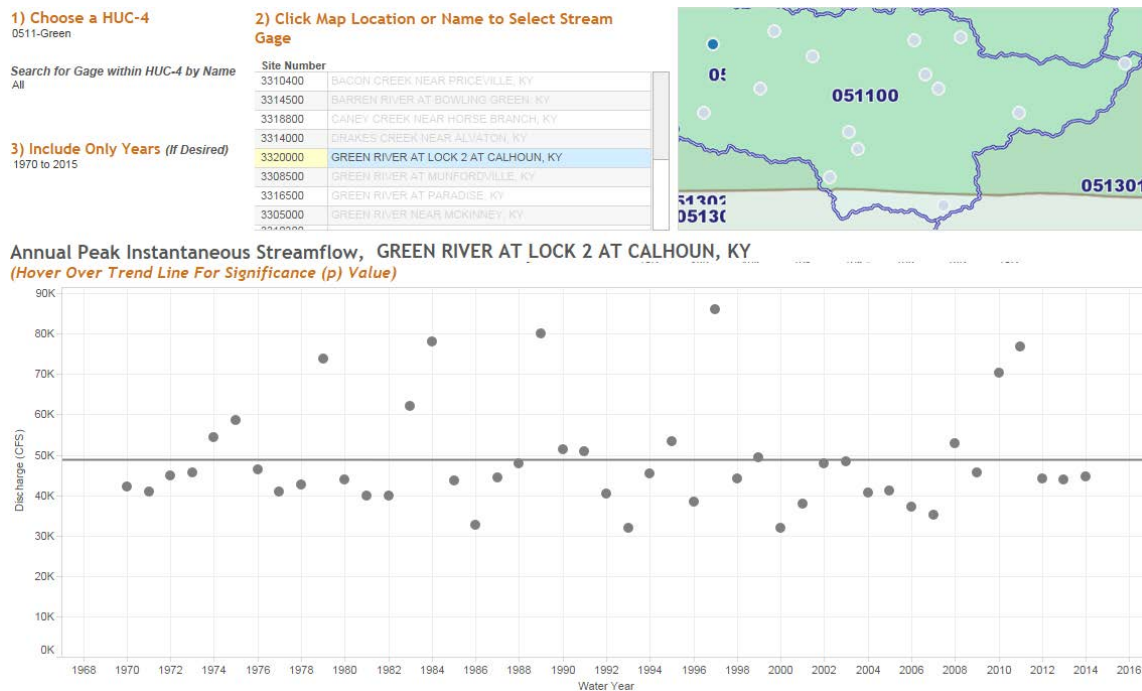 1) Choose a HUC-4
0511-Green
Search for Gage within HUC-4 by Name
All
3) Include Only Years (If Desired)
1970 to 2015
2) Click Map Location or Name to Select Stream
Gage
Site Number
3310400 BACON CREEK NEAR PRICEVILLE, KY
3314500 BARREN RIVER AT BOWLING GREEN, KY
3318800 CANEY CREEK NEAR HORSE BRANCH, KY
3314000 DRAKES CREEK NEAR ALVATON, KY
3320000 GREEN RIVER AT LOCK 2 AT CALHOUN, KY
3308500 GREEN RIVER AT MUNFORDVILLE, KY
3316500 GREEN RIVER AT PARADISE, KY
3305000 GREEN RIVER NEAR MCKINNEY, KY
051100
051301
Annual Peak Instantaneous Streamflow, GREEN RIVER AT LOCK 2 AT CALHOUN, KY
(Hover Over Trend Line For Significance (p) Value)
90K
80K
70K
60K
50K
40K
30K
20K
10K
0K
Discharge (CFS)
1968 1970 1972 1974 1976 1978 1980 1982 1984 1986 1988 1990 1992 1994 1996 1998 2000 2002 2004 2006 2008 2010 2012 2014 2016
Water Year